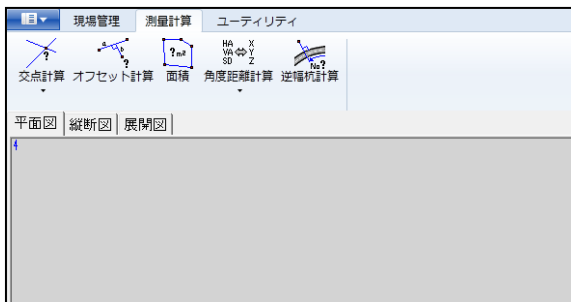 現場管理 測量計算 ユーティリティ
? a b ? ?m2 HA VA SD ⇔ X Y Z No?
交点計算 オフセット計算 面積 角度距離計算 逆幅杭計算
平面図 縦断図 展開図